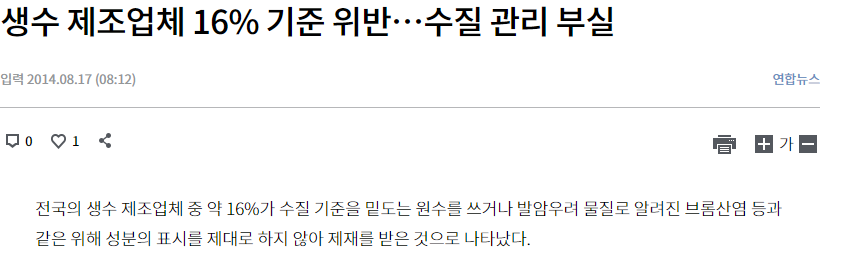 생수 제조업체 16% 기준 위반…수질 관리 부실
입력 2014.08.17 (08:12)
연합뉴스
0 1
가
전국의 생수 제조업체 중 약 16%가 수질 기준을 밑도는 원수를 쓰거나 발암우려 물질로 알려진 브롬산염 등과
같은 위해 성분의 표시를 제대로 하지 않아 제재를 받은 것으로 나타났다.